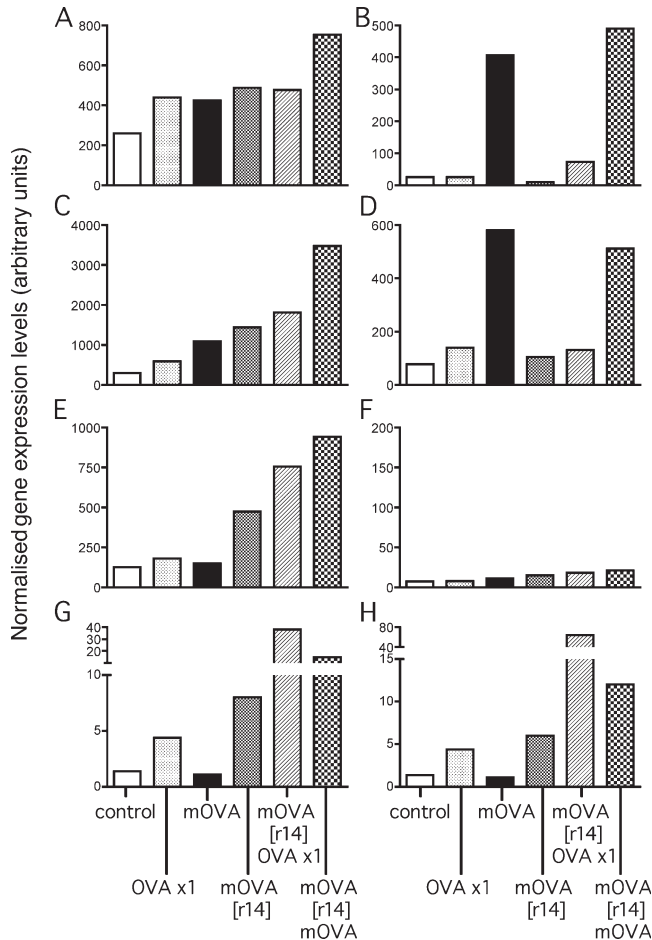 A
B
Normalised gene expression levels (arbitrary units)
800
600
400
200
0
500
400
300
200
100
0
C
D
4000
3000
2000
1000
0
600
400
200
0
E
F
1000
750
500
250
0
200
150
100
50
0
G
H
40
30
20
10
5
0
80
40
15
10
5
0
control
mOVA
mOVA
[r14]
OVA x1
OVA x1
mOVA
[r14]
mOVA
[r14]
mOVA
control
mOVA
mOVA
[r14]
OVA x1
OVA x1
mOVA
[r14]
mOVA
[r14]
mOVA